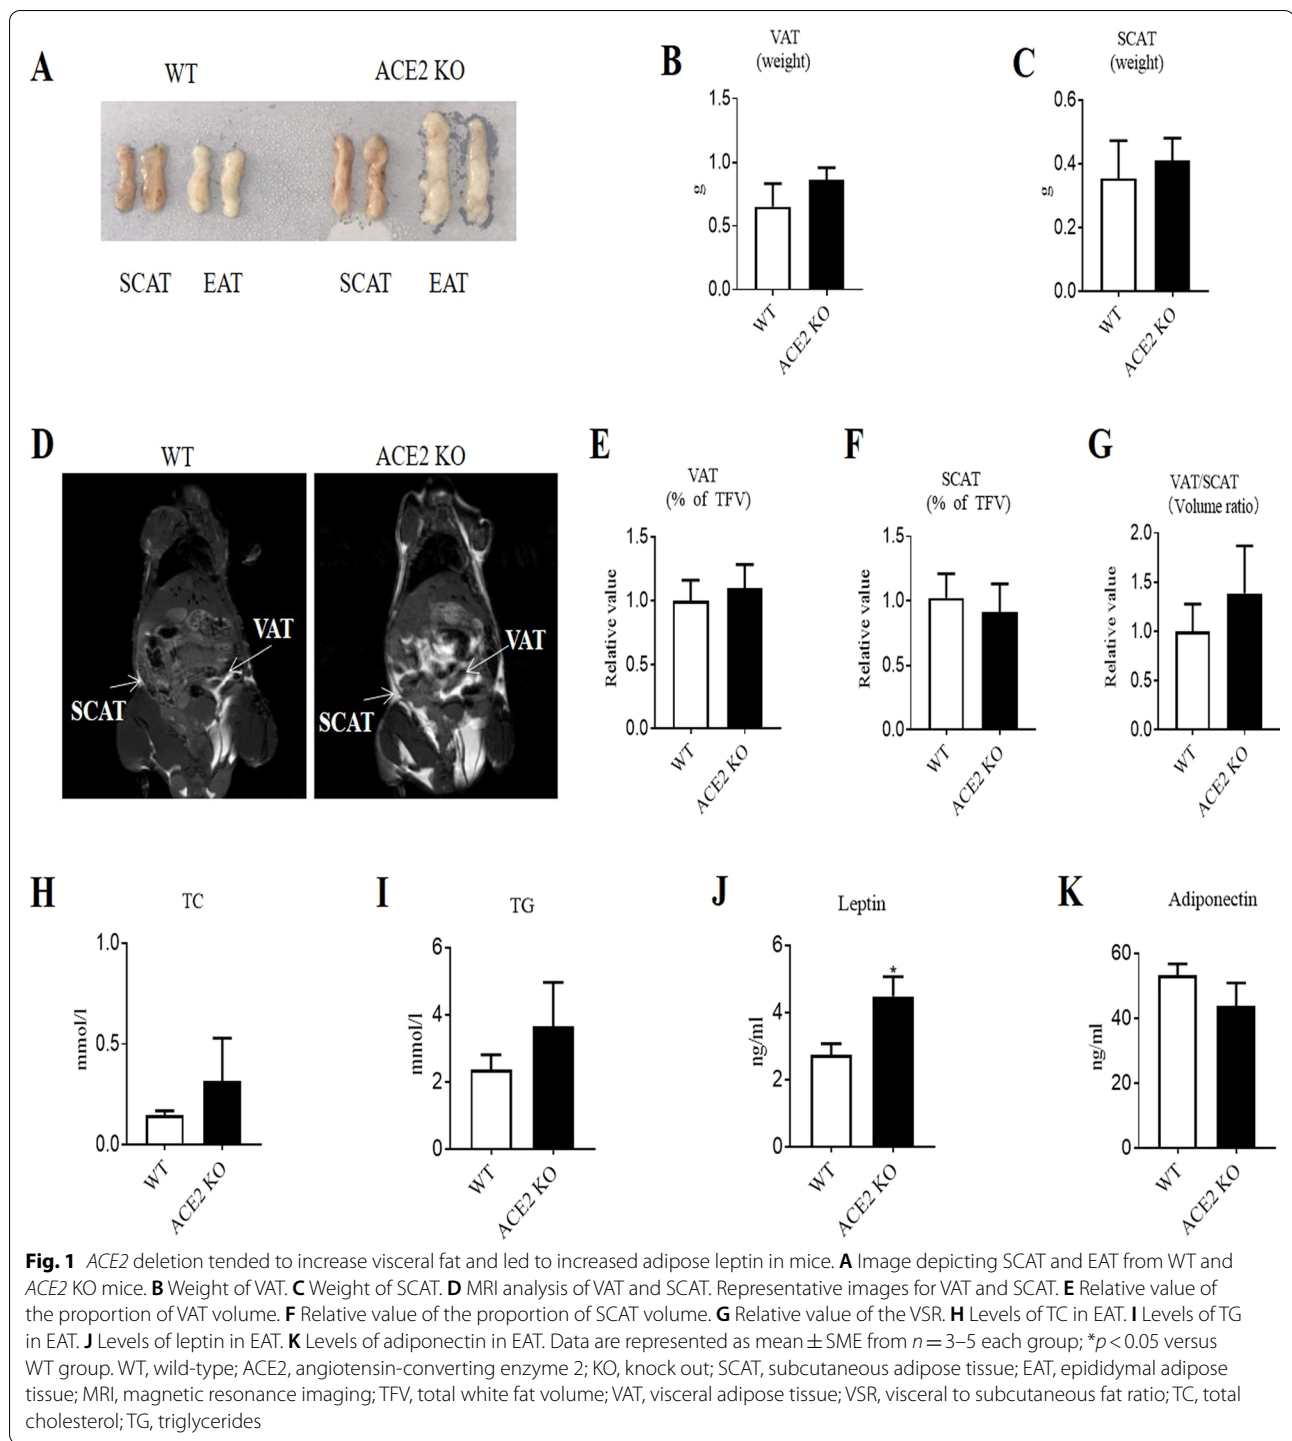 A
WT
ACE2 KO
SCAT
EAT
SCAT
EAT
B
VAT
(weight)
g
1.5
1.0
0.5
0.0
WT
ACE2 KO
C
SCAT
(weight)
g
0.6
0.4
0.2
0.0
WT
ACE2 KO
D
WT
ACE2 KO
VAT
SCAT
VAT
SCAT
E
VAT
(% of TFV)
Relative value
1.5
1.0
0.5
0.0
WT
ACE2 KO
F
SCAT
(% of TFV)
Relative value
1.5
1.0
0.5
0.0
WT
ACE2 KO
G
VAT/SCAT
(Volume ratio)
Relative value
2.0
1.5
1.0
0.5
0.0
WT
ACE2 KO
H
TC
mmol/l
1.0
0.5
0.0
WT
ACE2 KO
I
TG
mmol/l
6
4
2
0
WT
ACE2 KO
J
Leptin
ng/ml
6
4
2
0
*
WT
ACE2 KO
K
Adiponectin
ng/ml
60
40
20
0
WT
ACE2 KO
Fig. 1 ACE2 deletion tended to increase visceral fat and led to increased adipose leptin in mice. A Image depicting SCAT and EAT from WT and
ACE2 KO mice. B Weight of VAT. C Weight of SCAT. D MRI analysis of VAT and SCAT. Representative images for VAT and SCAT. E Relative value of
the proportion of VAT volume. F Relative value of the proportion of SCAT volume. G Relative value of the VSR. H Levels of TC in EAT. I Levels of TG
in EAT. J Levels of leptin in EAT. K Levels of adiponectin in EAT. Data are represented as mean ± SME from n = 3–5 each group; *p < 0.05 versus
WT group. WT, wild-type; ACE2, angiotensin-converting enzyme 2; KO, knock out; SCAT, subcutaneous adipose tissue; EAT, epididymal adipose
tissue; MRI, magnetic resonance imaging; TFV, total white fat volume; VAT, visceral adipose tissue; VSR, visceral to subcutaneous fat ratio; TC, total
cholesterol; TG, triglycerides